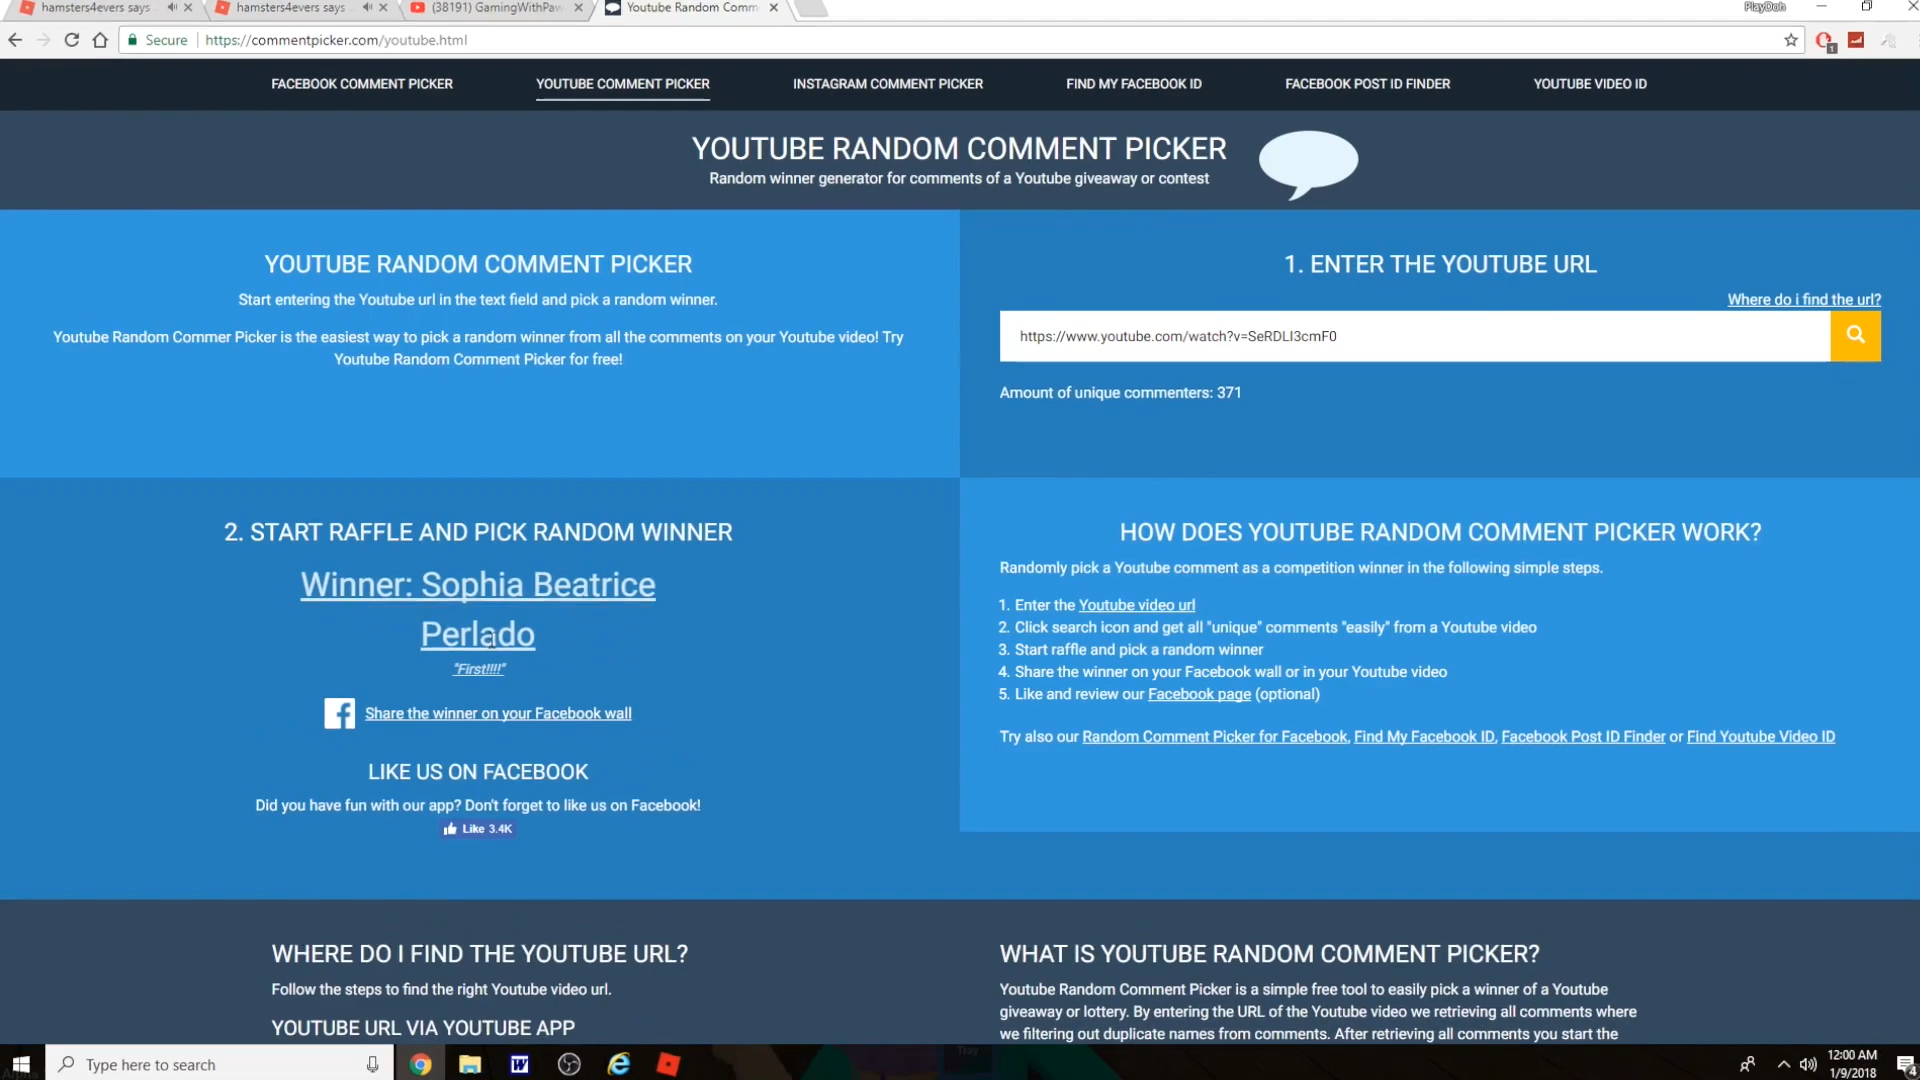 hamsters4evers says
hamsters4evers says
(38191) GamingWithPaw
Youtube Random Comm
PlayDoh
Secure
https://commentpicker.com/youtube.html
FACEBOOK COMMENT PICKER
YOUTUBE COMMENT PICKER
INSTAGRAM COMMENT PICKER
FIND MY FACEBOOK ID
FACEBOOK POST ID FINDER
YOUTUBE VIDEO ID
YOUTUBE RANDOM COMMENT PICKER
Random winner generator for comments of a Youtube giveaway or contest
YOUTUBE RANDOM COMMENT PICKER
Start entering the Youtube url in the text field and pick a random winner.
Youtube Random Commer Picker is the easiest way to pick a random winner from all the comments on your Youtube video! Try
Youtube Random Comment Picker for free!
1. ENTER THE YOUTUBE URL
Where do i find the url?
https://www.youtube.com/watch?v=SeRDLI3cmF0
Amount of unique commenters: 371
2. START RAFFLE AND PICK RANDOM WINNER
Winner: Sophia Beatrice
Perlado
"First!!!!"
Share the winner on your Facebook wall
LIKE US ON FACEBOOK
Did you have fun with our app? Don't forget to like us on Facebook!
Like 3.4K
HOW DOES YOUTUBE RANDOM COMMENT PICKER WORK?
Randomly pick a Youtube comment as a competition winner in the following simple steps.
1. Enter the Youtube video url
2. Click search icon and get all "unique" comments "easily" from a Youtube video
3. Start raffle and pick a random winner
4. Share the winner on your Facebook wall or in your Youtube video
5. Like and review our Facebook page (optional)
Try also our Random Comment Picker for Facebook, Find My Facebook ID, Facebook Post ID Finder or Find Youtube Video ID
WHERE DO I FIND THE YOUTUBE URL?
Follow the steps to find the right Youtube video url.
YOUTUBE URL VIA YOUTUBE APP
WHAT IS YOUTUBE RANDOM COMMENT PICKER?
Youtube Random Comment Picker is a simple free tool to easily pick a winner of a Youtube
giveaway or lottery. By entering the URL of the Youtube video we retrieving all comments where
we filtering out duplicate names from comments. After retrieving all comments you start the
Type here to search
12:00 AM
1/9/2018
4